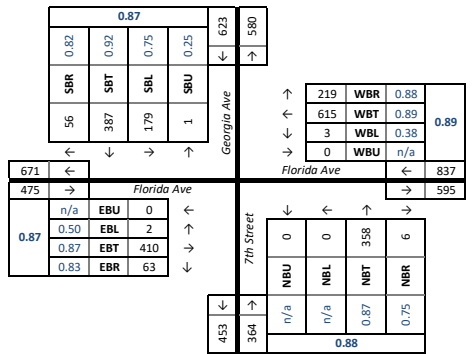 0.87
0.82 0.92 0.75 0.25
SBR SBT SBL SBU
56 387 179 1
← ↓ → ↑
623 580
↓ ↑
Georgia Ave
↑ 219 WBR 0.88
← 615 WBT 0.89
↓ 3 WBL 0.38
→ 0 WBU n/a
0.89
671 ← Florida Ave ← 837
475 → Florida Ave → 595
0.87
n/a EBU 0 ←
0.50 EBL 2 ↑
0.87 EBT 410 →
0.83 EBR 63 ↓
7th Street
↓ ← ↑ →
0 0 358 6
NBU NBL NBT NBR
n/a n/a 0.87 0.75
0.88
↓ ↑
453 364